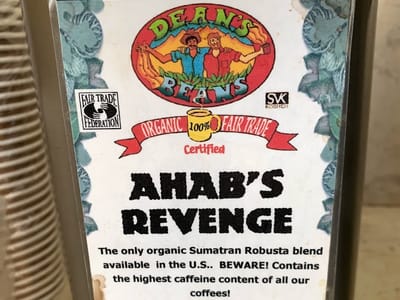 DEAN'S
BEANS
FAIR TRADE
FEDERATION
SVK
ORGANIC 100% FAIR TRADE
Certified
AHAB'S
REVENGE
The only organic Sumatran Robusta blend
available in the U.S.. BEWARE! Contains
the highest caffeine content of all our
coffees!